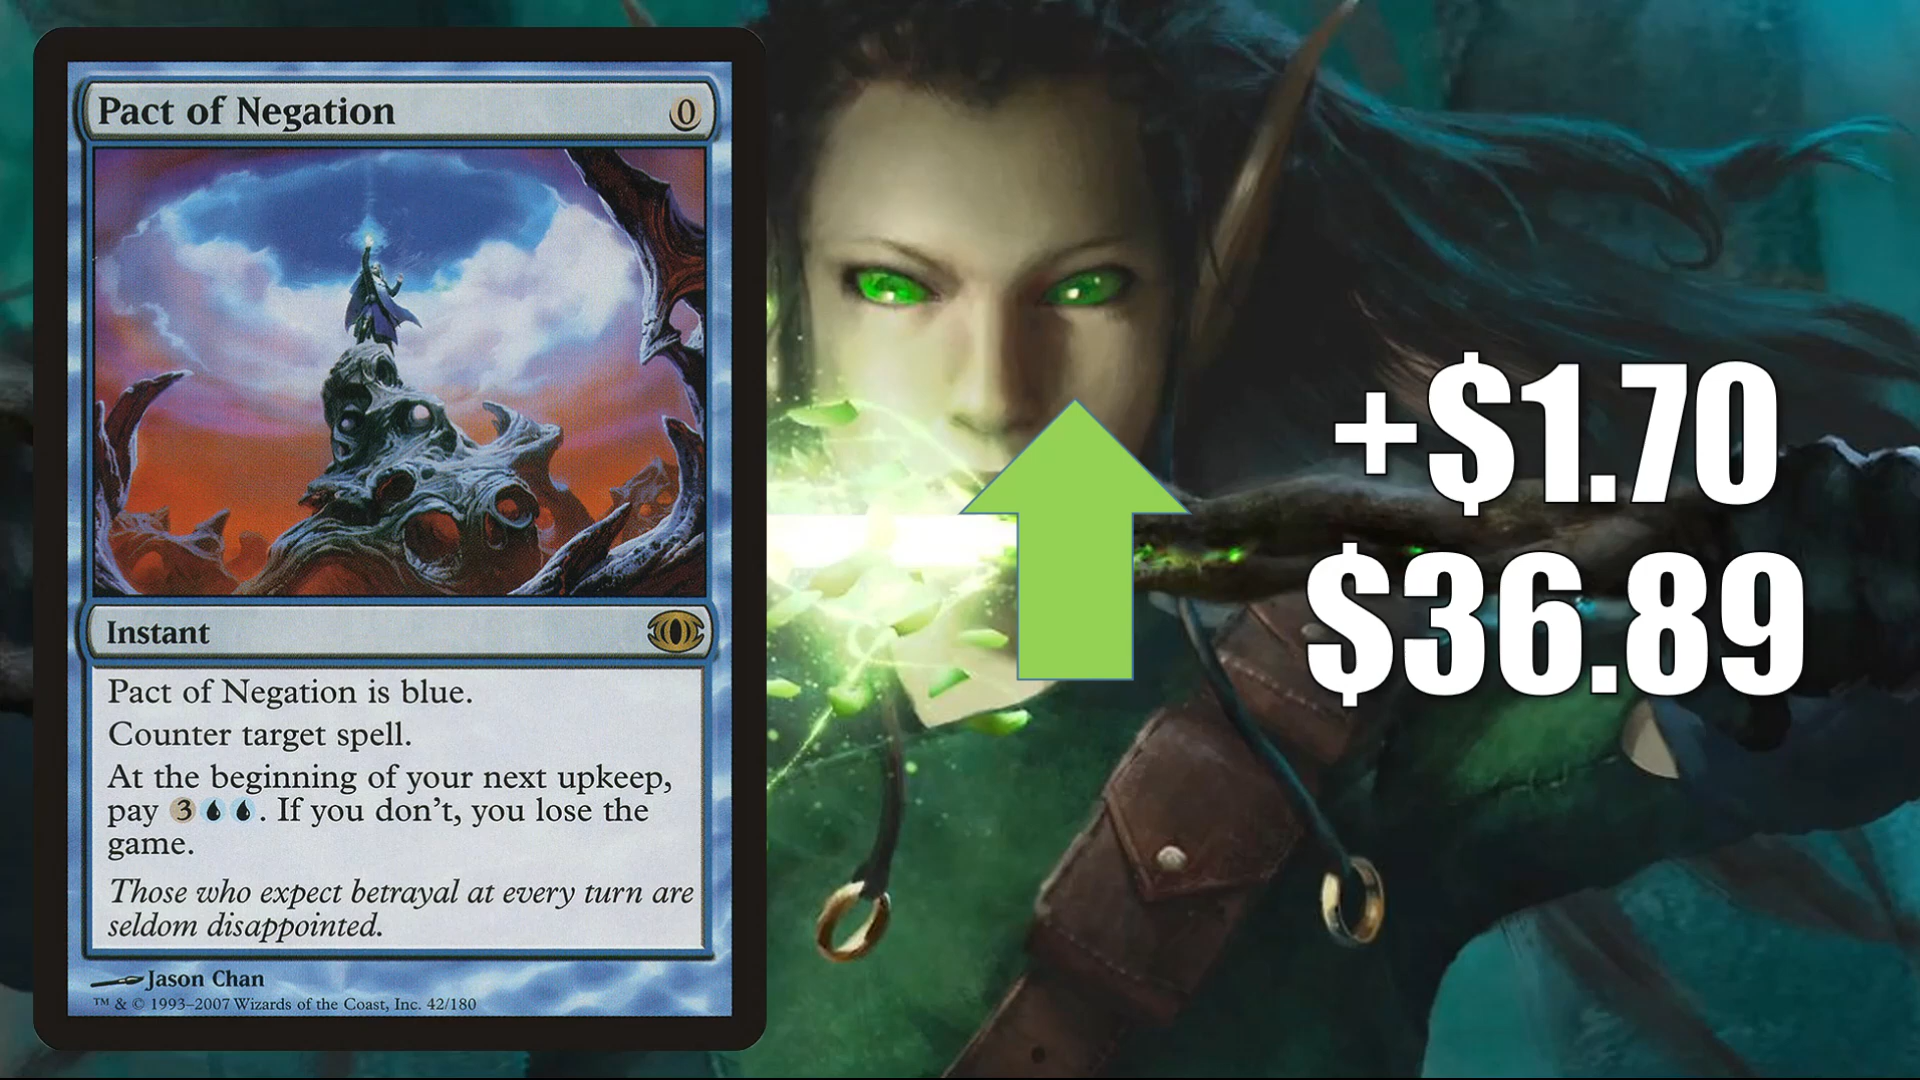 Pact of Negation 0
Instant
Pact of Negation is blue.
Counter target spell.
At the beginning of your next upkeep,
pay 3. If you don't, you lose the
game.
Those who expect betrayal at every turn are
seldom disappointed.
Jason Chan
™ & © 1993–2007 Wizards of the Coast, Inc. 42/180
+$1.70
$36.89